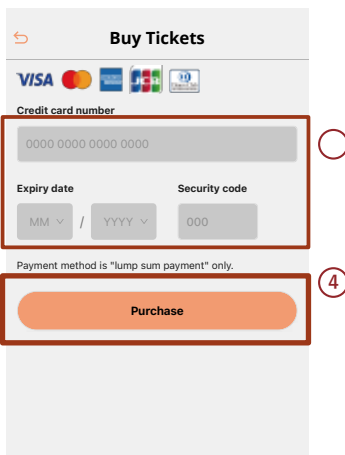 Buy Tickets
VISA
Credit card number
0000 0000 0000 0000
Expiry date Security code
MM / YYYY 000
Payment method is "lump sum payment" only.
4
Purchase